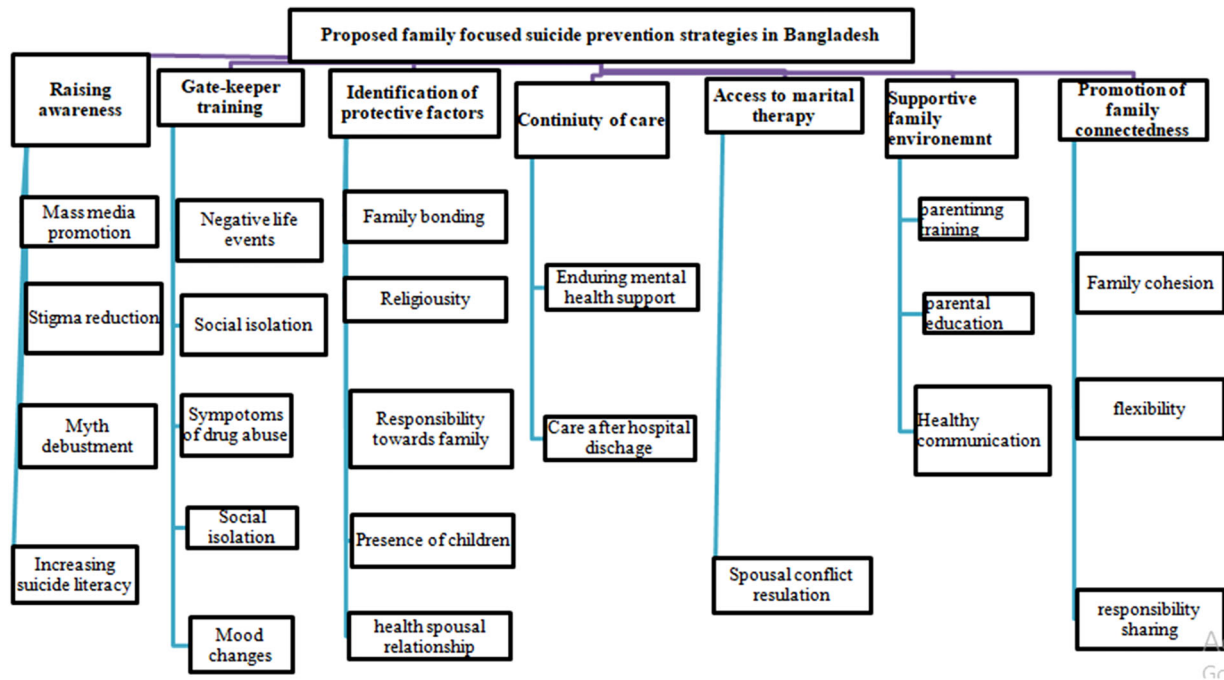 Proposed family focused suicide prevention strategies in Bangladesh
Raising
awareness
Mass media
promotion
Stigma reduction
Myth
debustment
Increasing
suicide literacy
Gate-keeper
training
Negative life
events
Social isolation
Sympotoms
of drug abuse
Social
isolation
Mood
changes
Identification of
protective factors
Family bonding
Religiousity
Responsibility
towards family
Presence of children
health spousal
relationship
Continiuty of care
Enduring mental
health support
Care after hospital
dischage
Access to marital
therapy
Spousal conflict
resulation
Supportive
family
environemnt
parentinng
training
parental
education
Healthy
communication
Promotion of
family
connectedness
Family cohesion
flexibility
responsibility
sharing